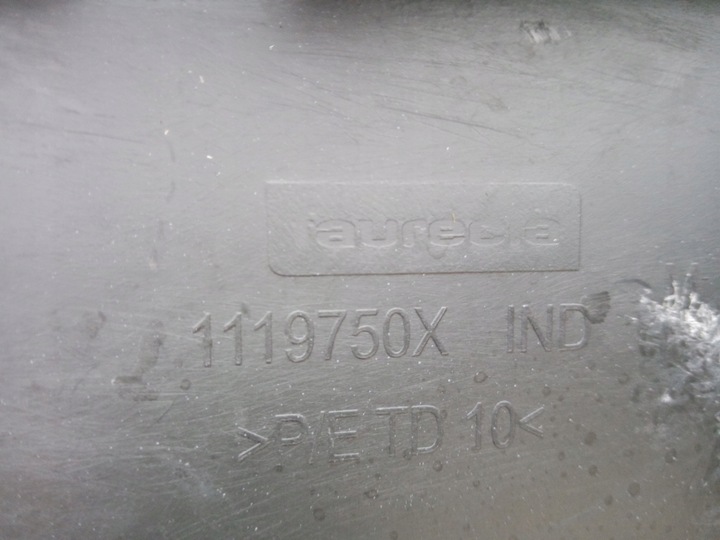 faurecia
1119750X IND
>P/E TD 10<